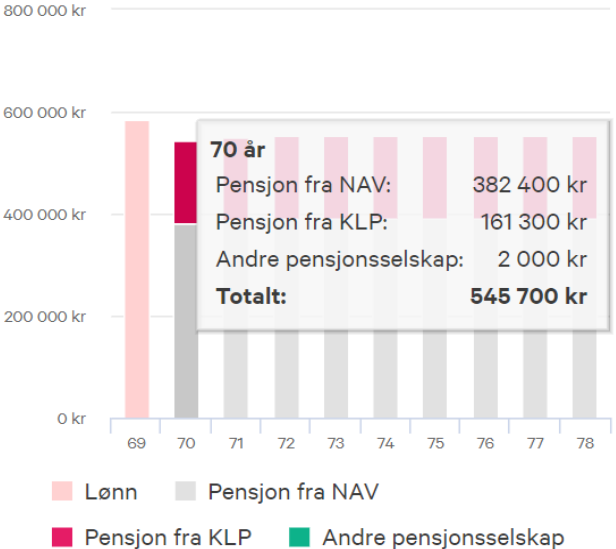 800 000 kr
600 000 kr
400 000 kr
200 000 kr
0 kr
70 år
Pensjon fra NAV: 382 400 kr
Pensjon fra KLP: 161 300 kr
Andre pensjonsselskap: 2 000 kr
Totalt: 545 700 kr
69 70 71 72 73 74 75 76 77 78
Lønn Pensjon fra NAV
Pensjon fra KLP Andre pensjonsselskap